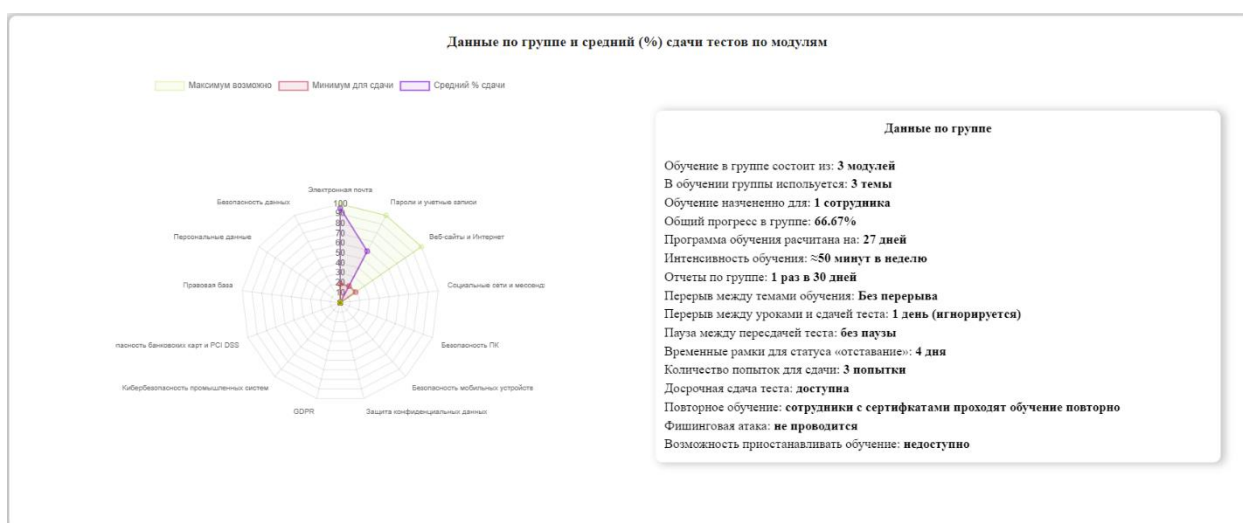 Данные по группе и средний (%) сдачи тестов по модулям
Максимум возможно
Минимум для сдачи
Средний % сдачи
Электронная почта
Пароли и учетные записи
Веб-сайты и Интернет
Социальные сети и мессенд
Безопасность ПК
Безопасность мобильных устройств
Защита конфиденциальных данных
GDPR
Кибербезопасность промышленных систем
пасность банковских карт и PCI DSS
Правовая база
Персональные данные
Безопасность данных
100
90
80
70
60
50
40
30
20
10
Данные по группе
Обучение в группе состоит из: 3 модулей
В обучении группы используется: 3 темы
Обучение назчененно для: 1 сотрудника
Общий прогресс в группе: 66.67%
Программа обучения расчитана на: 27 дней
Интенсивность обучения: ≈50 минут в неделю
Отчеты по группе: 1 раз в 30 дней
Перерыв между темами обучения: Без перерыва
Перерыв между уроками и сдачей теста: 1 день (игнорируется)
Пауза между пересдачей теста: без паузы
Временные рамки для статуса «отставание»: 4 дня
Количество попыток для сдачи: 3 попытки
Досрочная сдача теста: доступна
Повторное обучение: сотрудники с сертифкатами проходят обучение повторно
Фишинговая атака: не проводится
Возможность приостанавливать обучение: недоступно